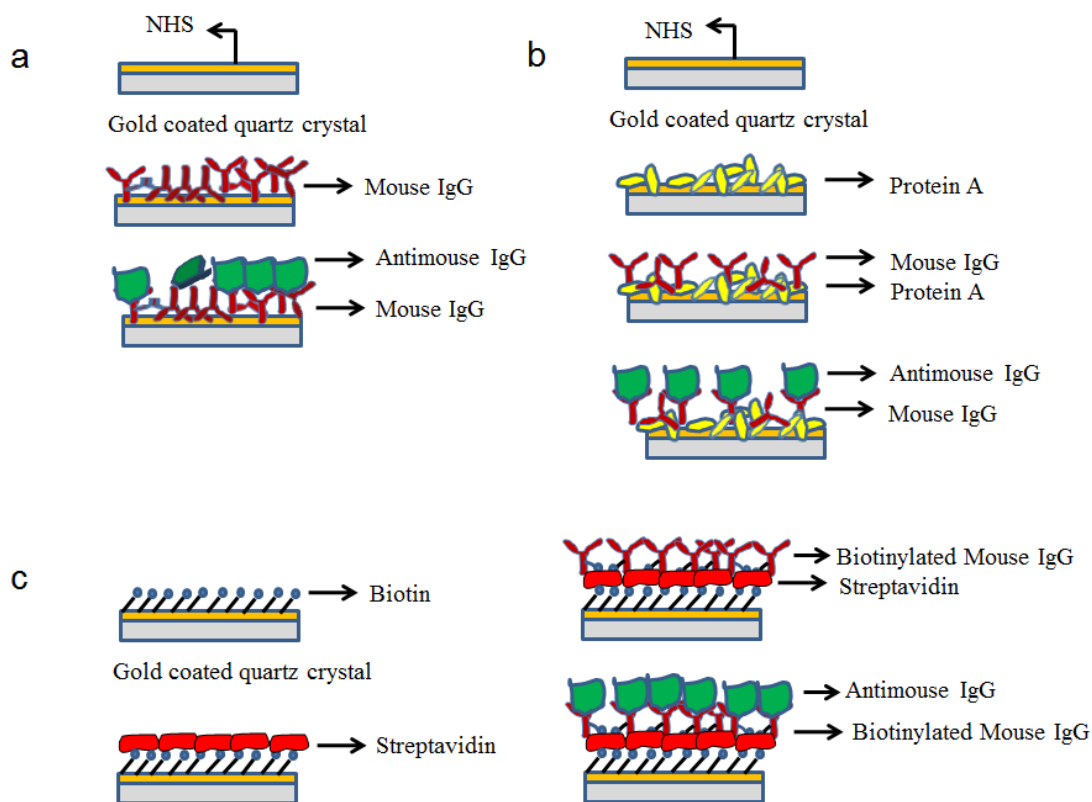 a
NHS
Gold coated quartz crystal
Mouse IgG
Antimouse IgG
Mouse IgG
b
NHS
Gold coated quartz crystal
Protein A
Mouse IgG
Protein A
Antimouse IgG
Mouse IgG
c
Biotin
Gold coated quartz crystal
Streptavidin
Biotinylated Mouse IgG
Streptavidin
Antimouse IgG
Biotinylated Mouse IgG